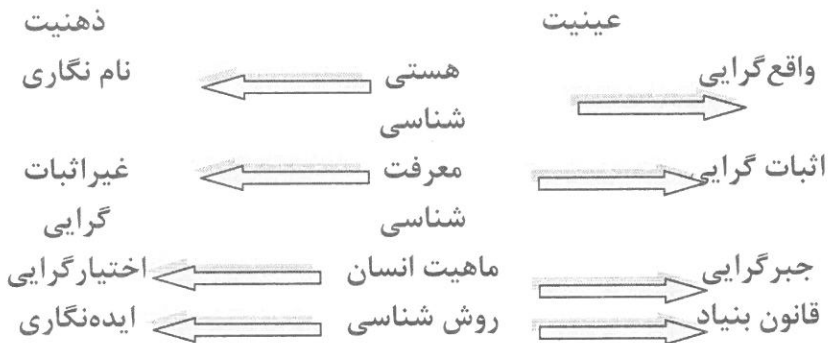 عینیت ذهنیت
واقع‌گرایی هستی نام نگاری
شناسی
اثبات گرایی معرفت غیراثبات
شناسی گرایی
جبرگرایی ماهیت انسان اختیارگرایی
قانون بنیاد روش شناسی ایده‌نگاری